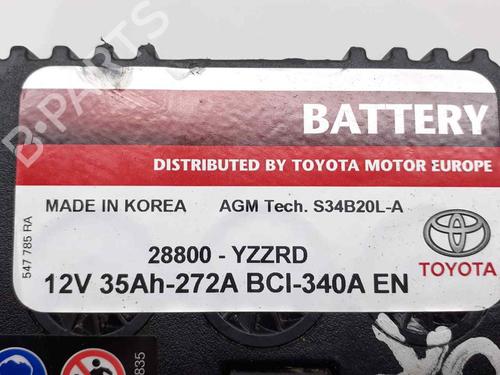 B-PARTS
BATTERY
DISTRIBUTED BY TOYOTA MOTOR EUROPE
MADE IN KOREA AGM Tech. S34B20L-A
547 785 RA
28800 - YZZRD
12V 35Ah-272A BCI-340A EN
TOYOTA
835